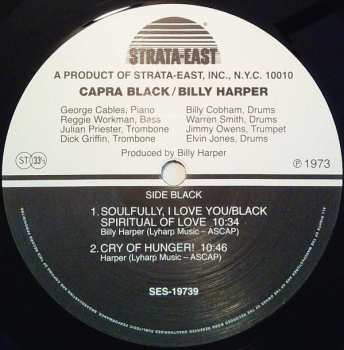 STRATA-EAST
A PRODUCT OF STRATA-EAST, INC., N.Y.C. 10010
CAPRA BLACK/BILLY HARPER
George Cables, Piano
Reggie Workman, Bass
Julian Priester, Trombone
Dick Griffin, Trombone
Billy Cobham, Drums
Warren Smith, Drums
Jimmy Owens, Trumpet
Elvin Jones, Drums
Produced by Billy Harper
ST 33⅓
℗ 1973
SIDE BLACK
1. SOULFULLY, I LOVE YOU/BLACK
SPIRITUAL OF LOVE 10:34
Billy Harper (Lyharp Music – ASCAP)
2. CRY OF HUNGER! 10:46
Harper (Lyharp Music – ASCAP)
SES-19739